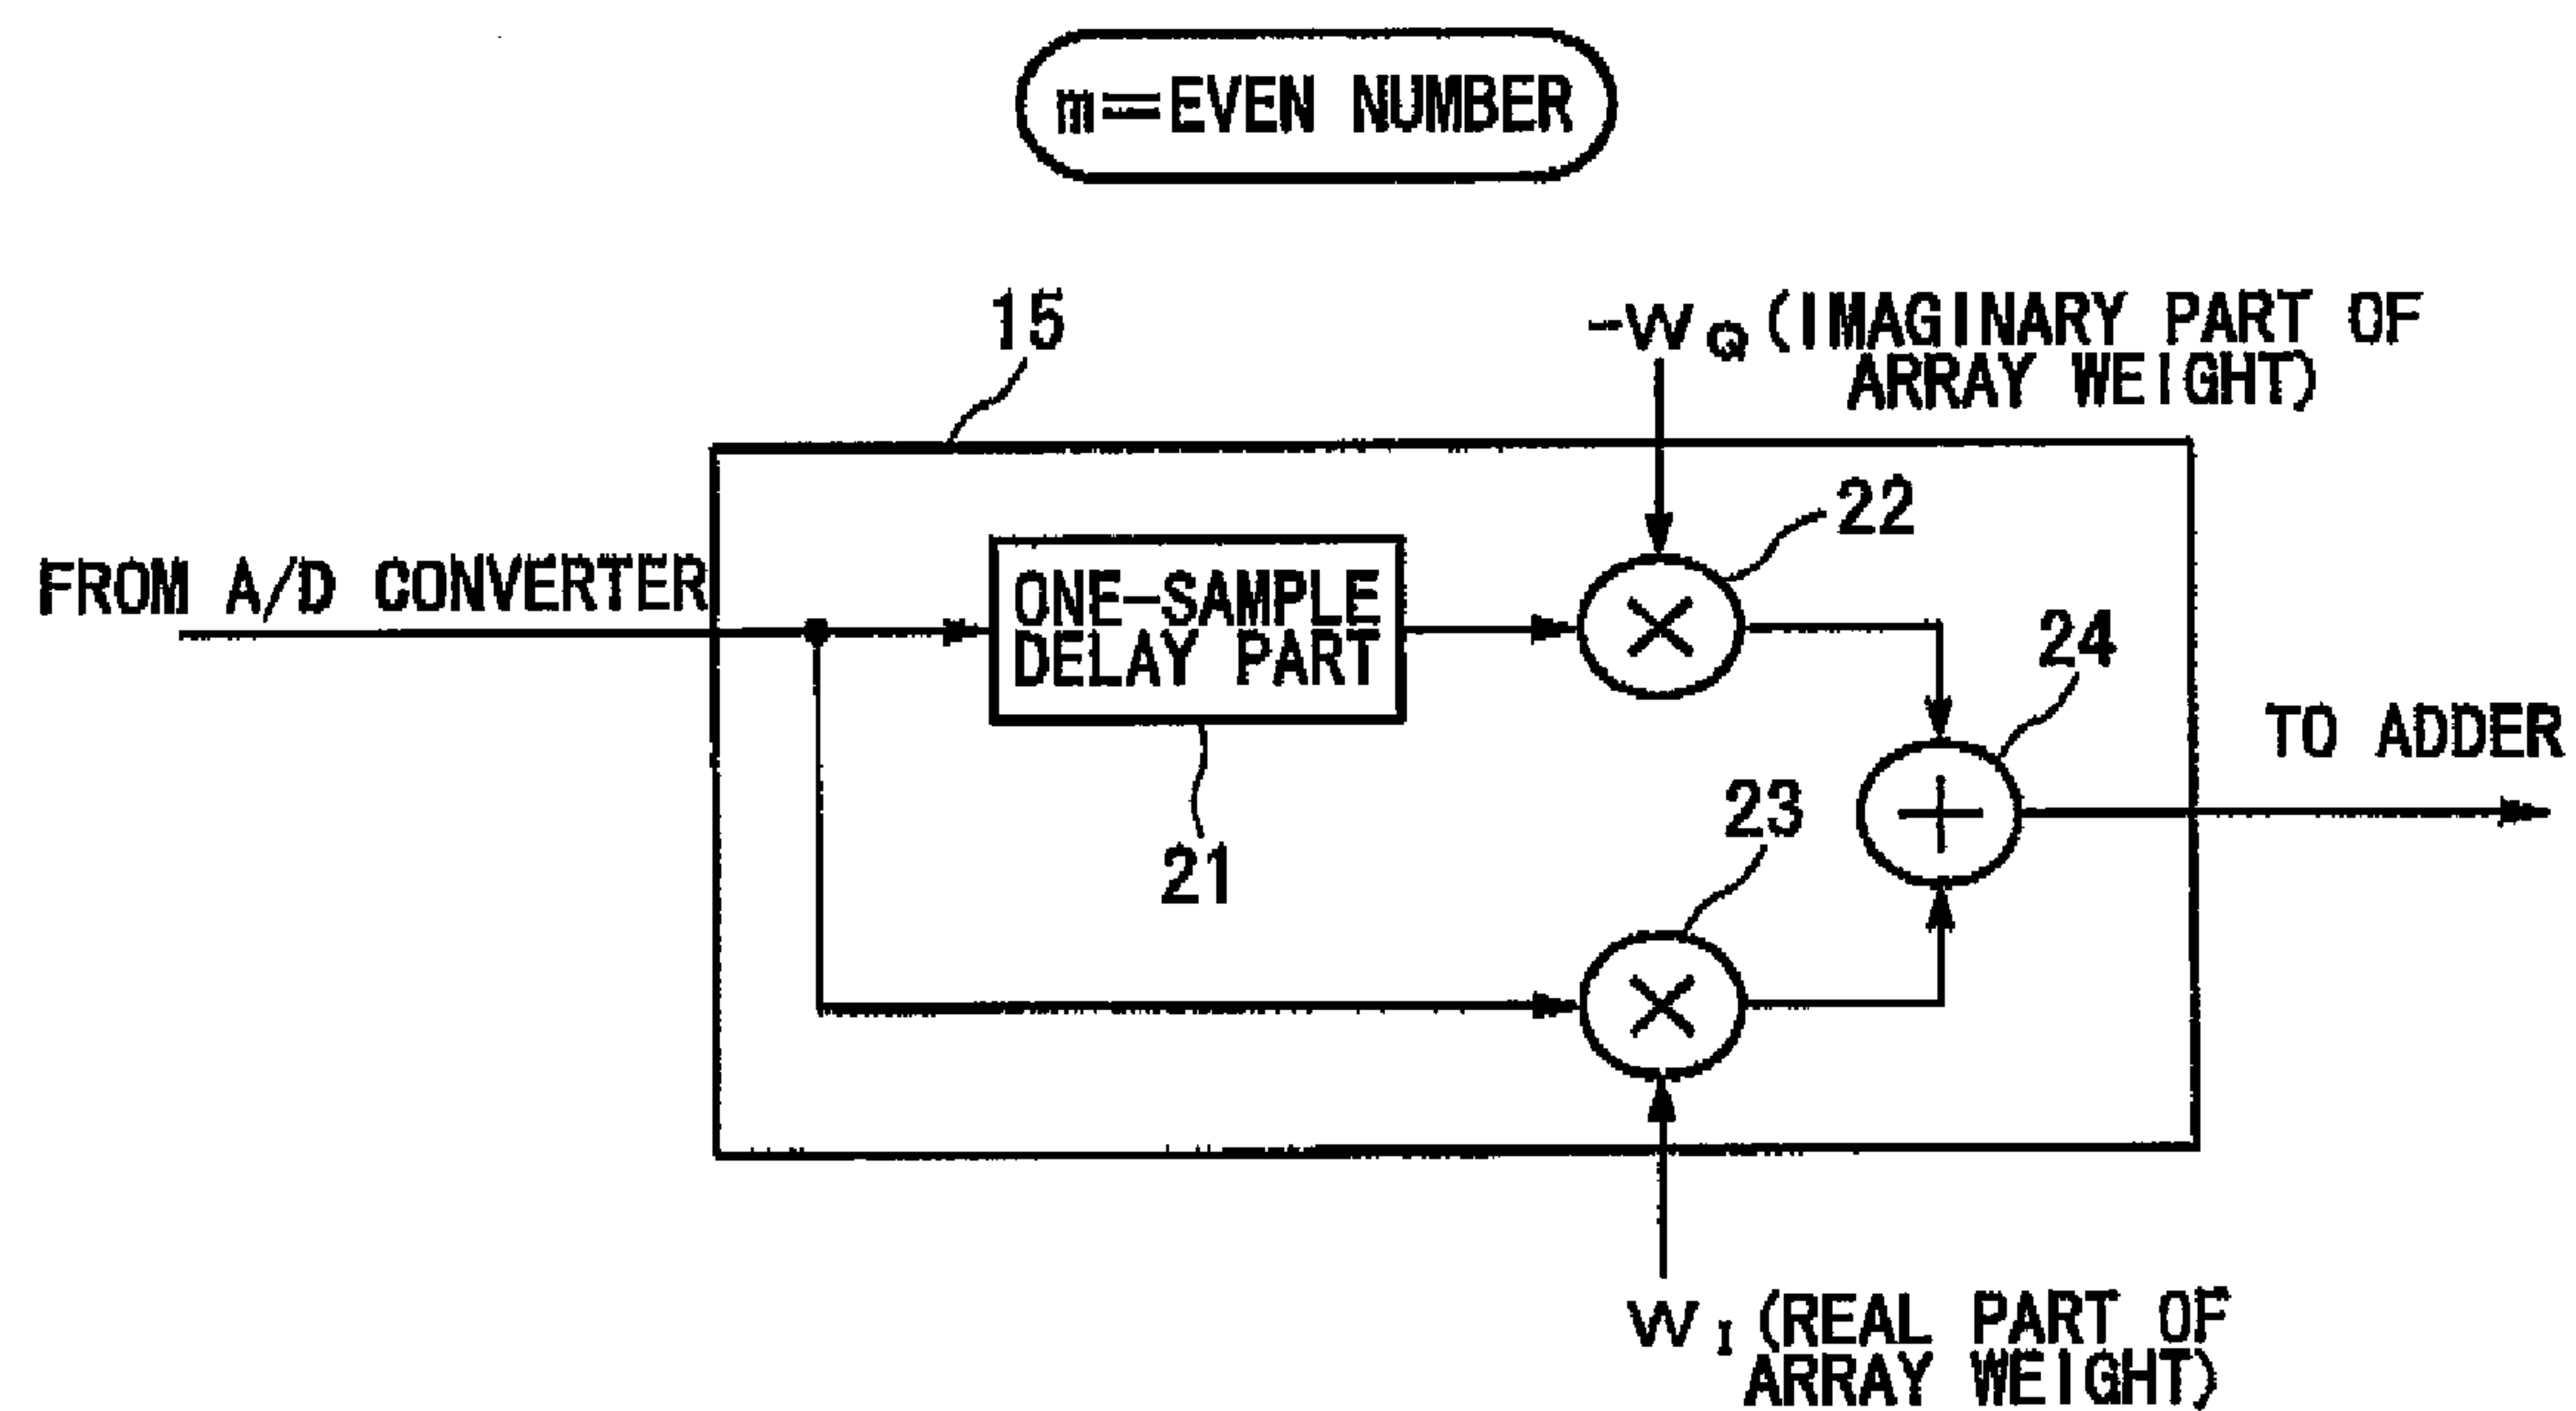 m=EVEN NUMBER
15
-WQ (IMAGINARY PART OF
ARRAY WEIGHT)
22
FROM A/D CONVERTER
ONE-SAMPLE
DELAY PART
24
TO ADDER
23
21
WI (REAL PART OF
ARRAY WEIGHT)